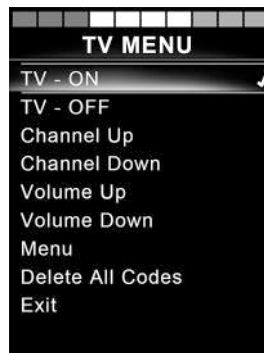 TV MENU
TV - ON
TV - OFF
Channel Up
Channel Down
Volume Up
Volume Down
Menu
Delete All Codes
Exit